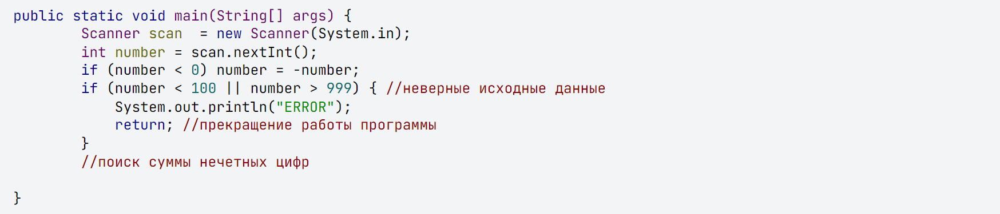 public static void main(String[] args) {
        Scanner scan  = new Scanner(System.in);
        int number = scan.nextInt();
        if (number < 0) number = -number;
        if (number < 100 || number > 999) { //неверные исходные данные
            System.out.println("ERROR");
            return; //прекращение работы программы
        }
        //поиск суммы нечетных цифр
}